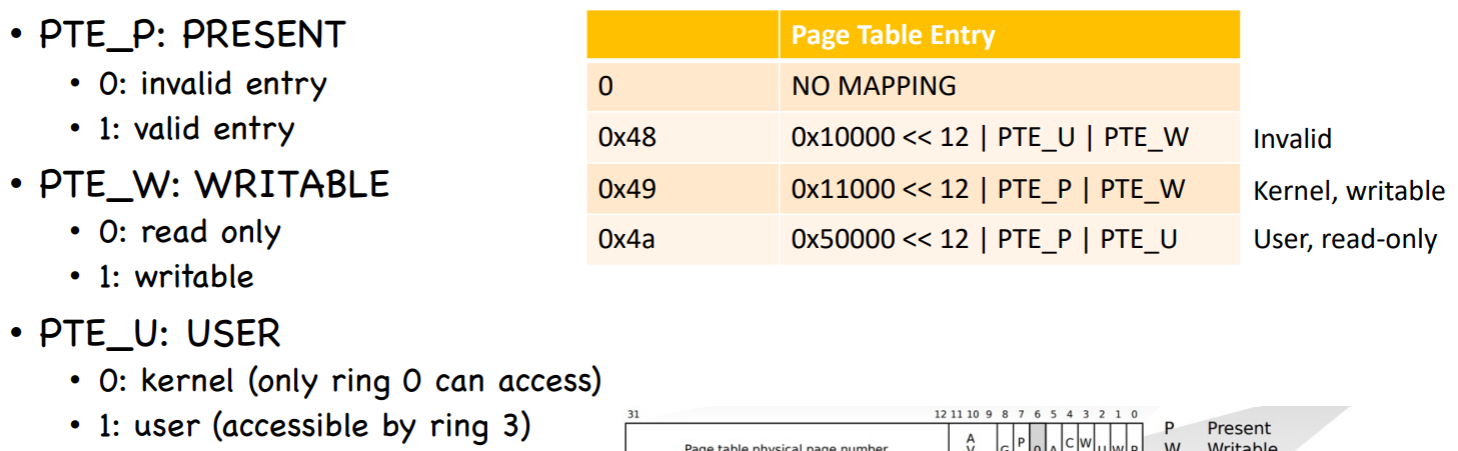 • PTE_P: PRESENT
• 0: invalid entry
• 1: valid entry
• PTE_W: WRITABLE
• 0: read only
• 1: writable
• PTE_U: USER
• 0: kernel (only ring 0 can access)
• 1: user (accessible by ring 3)
Page Table Entry
0 NO MAPPING
0x48 0x10000 << 12 | PTE_U | PTE_W Invalid
0x49 0x11000 << 12 | PTE_P | PTE_W Kernel, writable
0x4a 0x50000 << 12 | PTE_P | PTE_U User, read-only
31 12 11 10 9 8 7 6 5 4 3 2 1 0
Page table physical page number A V G P 0 A C W U W P
P Present
W Writable